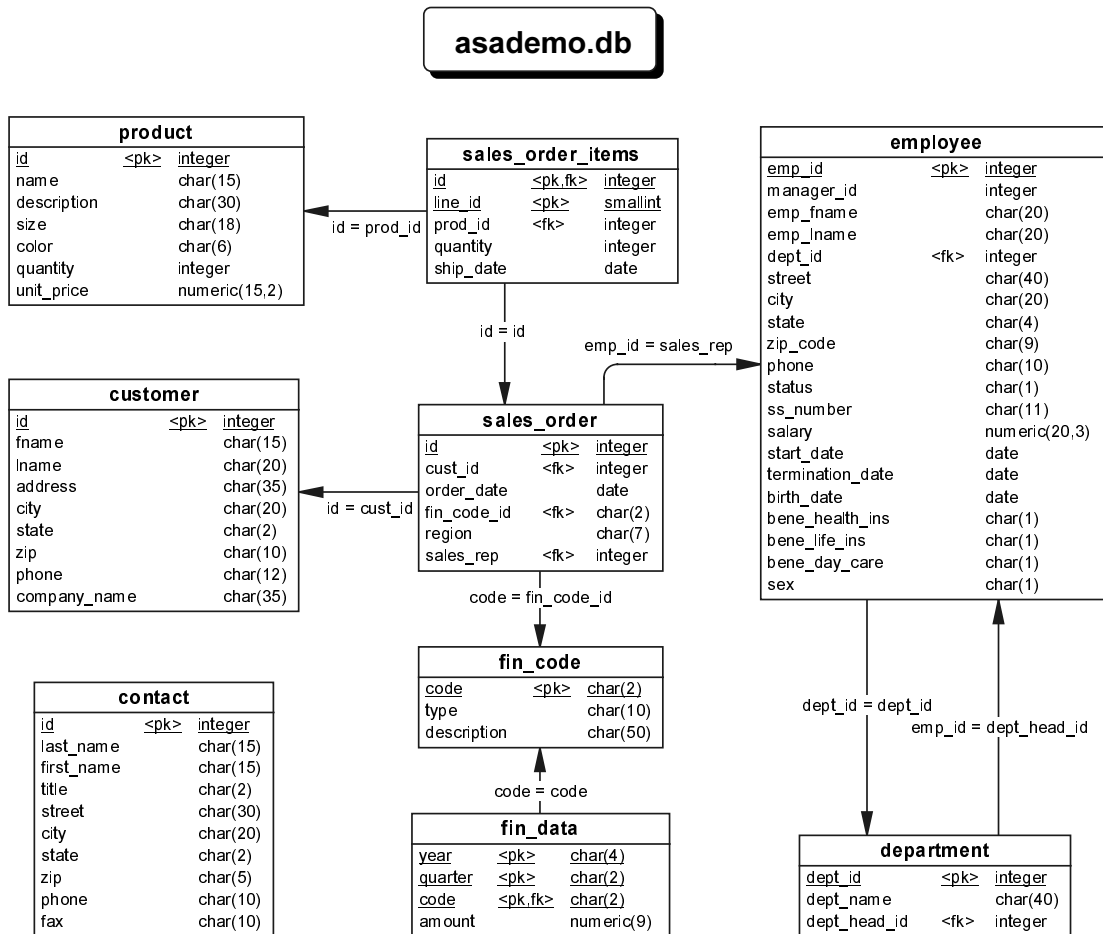 asademo.db
product
id <pk> integer
name char(15)
description char(30)
size char(18)
color char(6)
quantity integer
unit_price numeric(15,2)
id = prod_id
sales_order_items
id <pk,fk> integer
line_id <pk> smallint
prod_id <fk> integer
quantity integer
ship_date date
id = id
emp_id = sales_rep
employee
emp_id <pk> integer
manager_id integer
emp_fname char(20)
emp_lname char(20)
dept_id <fk> integer
street char(40)
city char(20)
state char(4)
zip_code char(9)
phone char(10)
status char(1)
ss_number char(11)
salary numeric(20,3)
start_date date
termination_date date
birth_date date
bene_health_ins char(1)
bene_life_ins char(1)
bene_day_care char(1)
sex char(1)
customer
id <pk> integer
fname char(15)
lname char(20)
address char(35)
city char(20)
state char(2)
zip char(10)
phone char(12)
company_name char(35)
id = cust_id
sales_order
id <pk> integer
cust_id <fk> integer
order_date date
fin_code_id <fk> char(2)
region char(7)
sales_rep <fk> integer
code = fin_code_id
fin_code
code <pk> char(2)
type char(10)
description char(50)
code = code
contact
id <pk> integer
last_name char(15)
first_name char(15)
title char(2)
street char(30)
city char(20)
state char(2)
zip char(5)
phone char(10)
fax char(10)
fin_data
year <pk> char(4)
quarter <pk> char(2)
code <pk,fk> char(2)
amount numeric(9)
dept_id = dept_id
emp_id = dept_head_id
department
dept_id <pk> integer
dept_name char(40)
dept_head_id <fk> integer